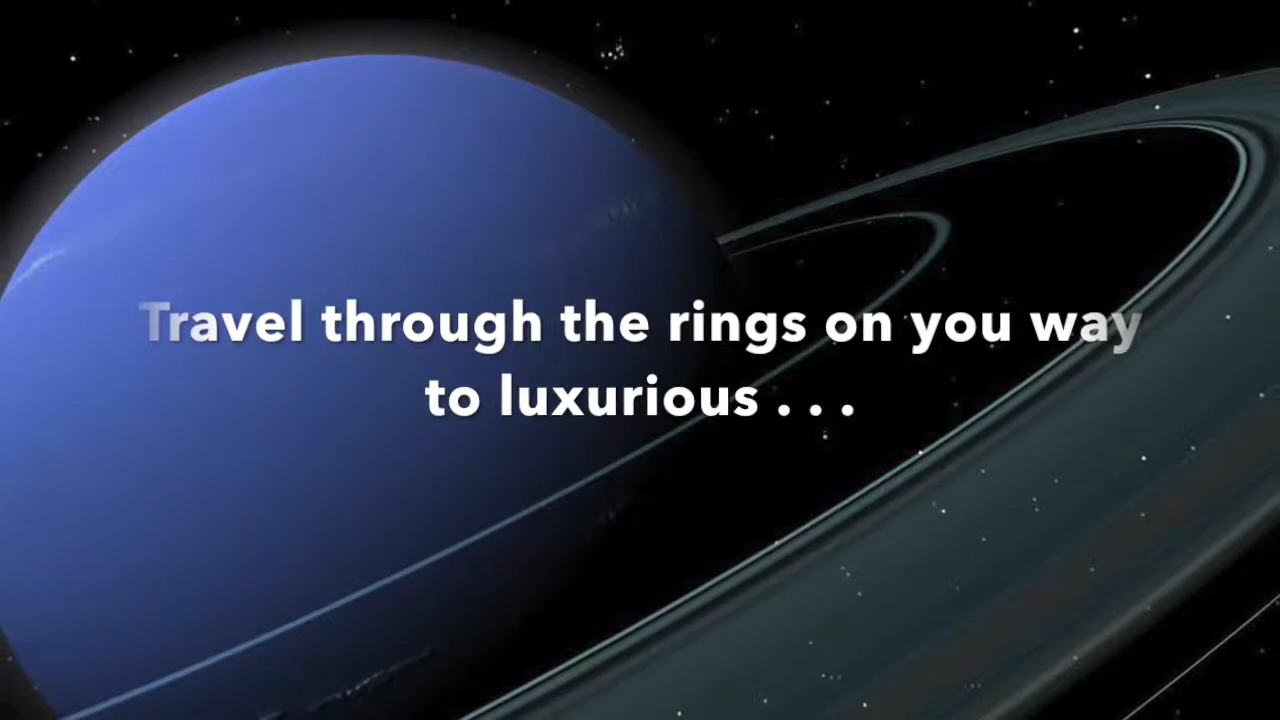 Travel through the rings on you way
to luxurious . . .